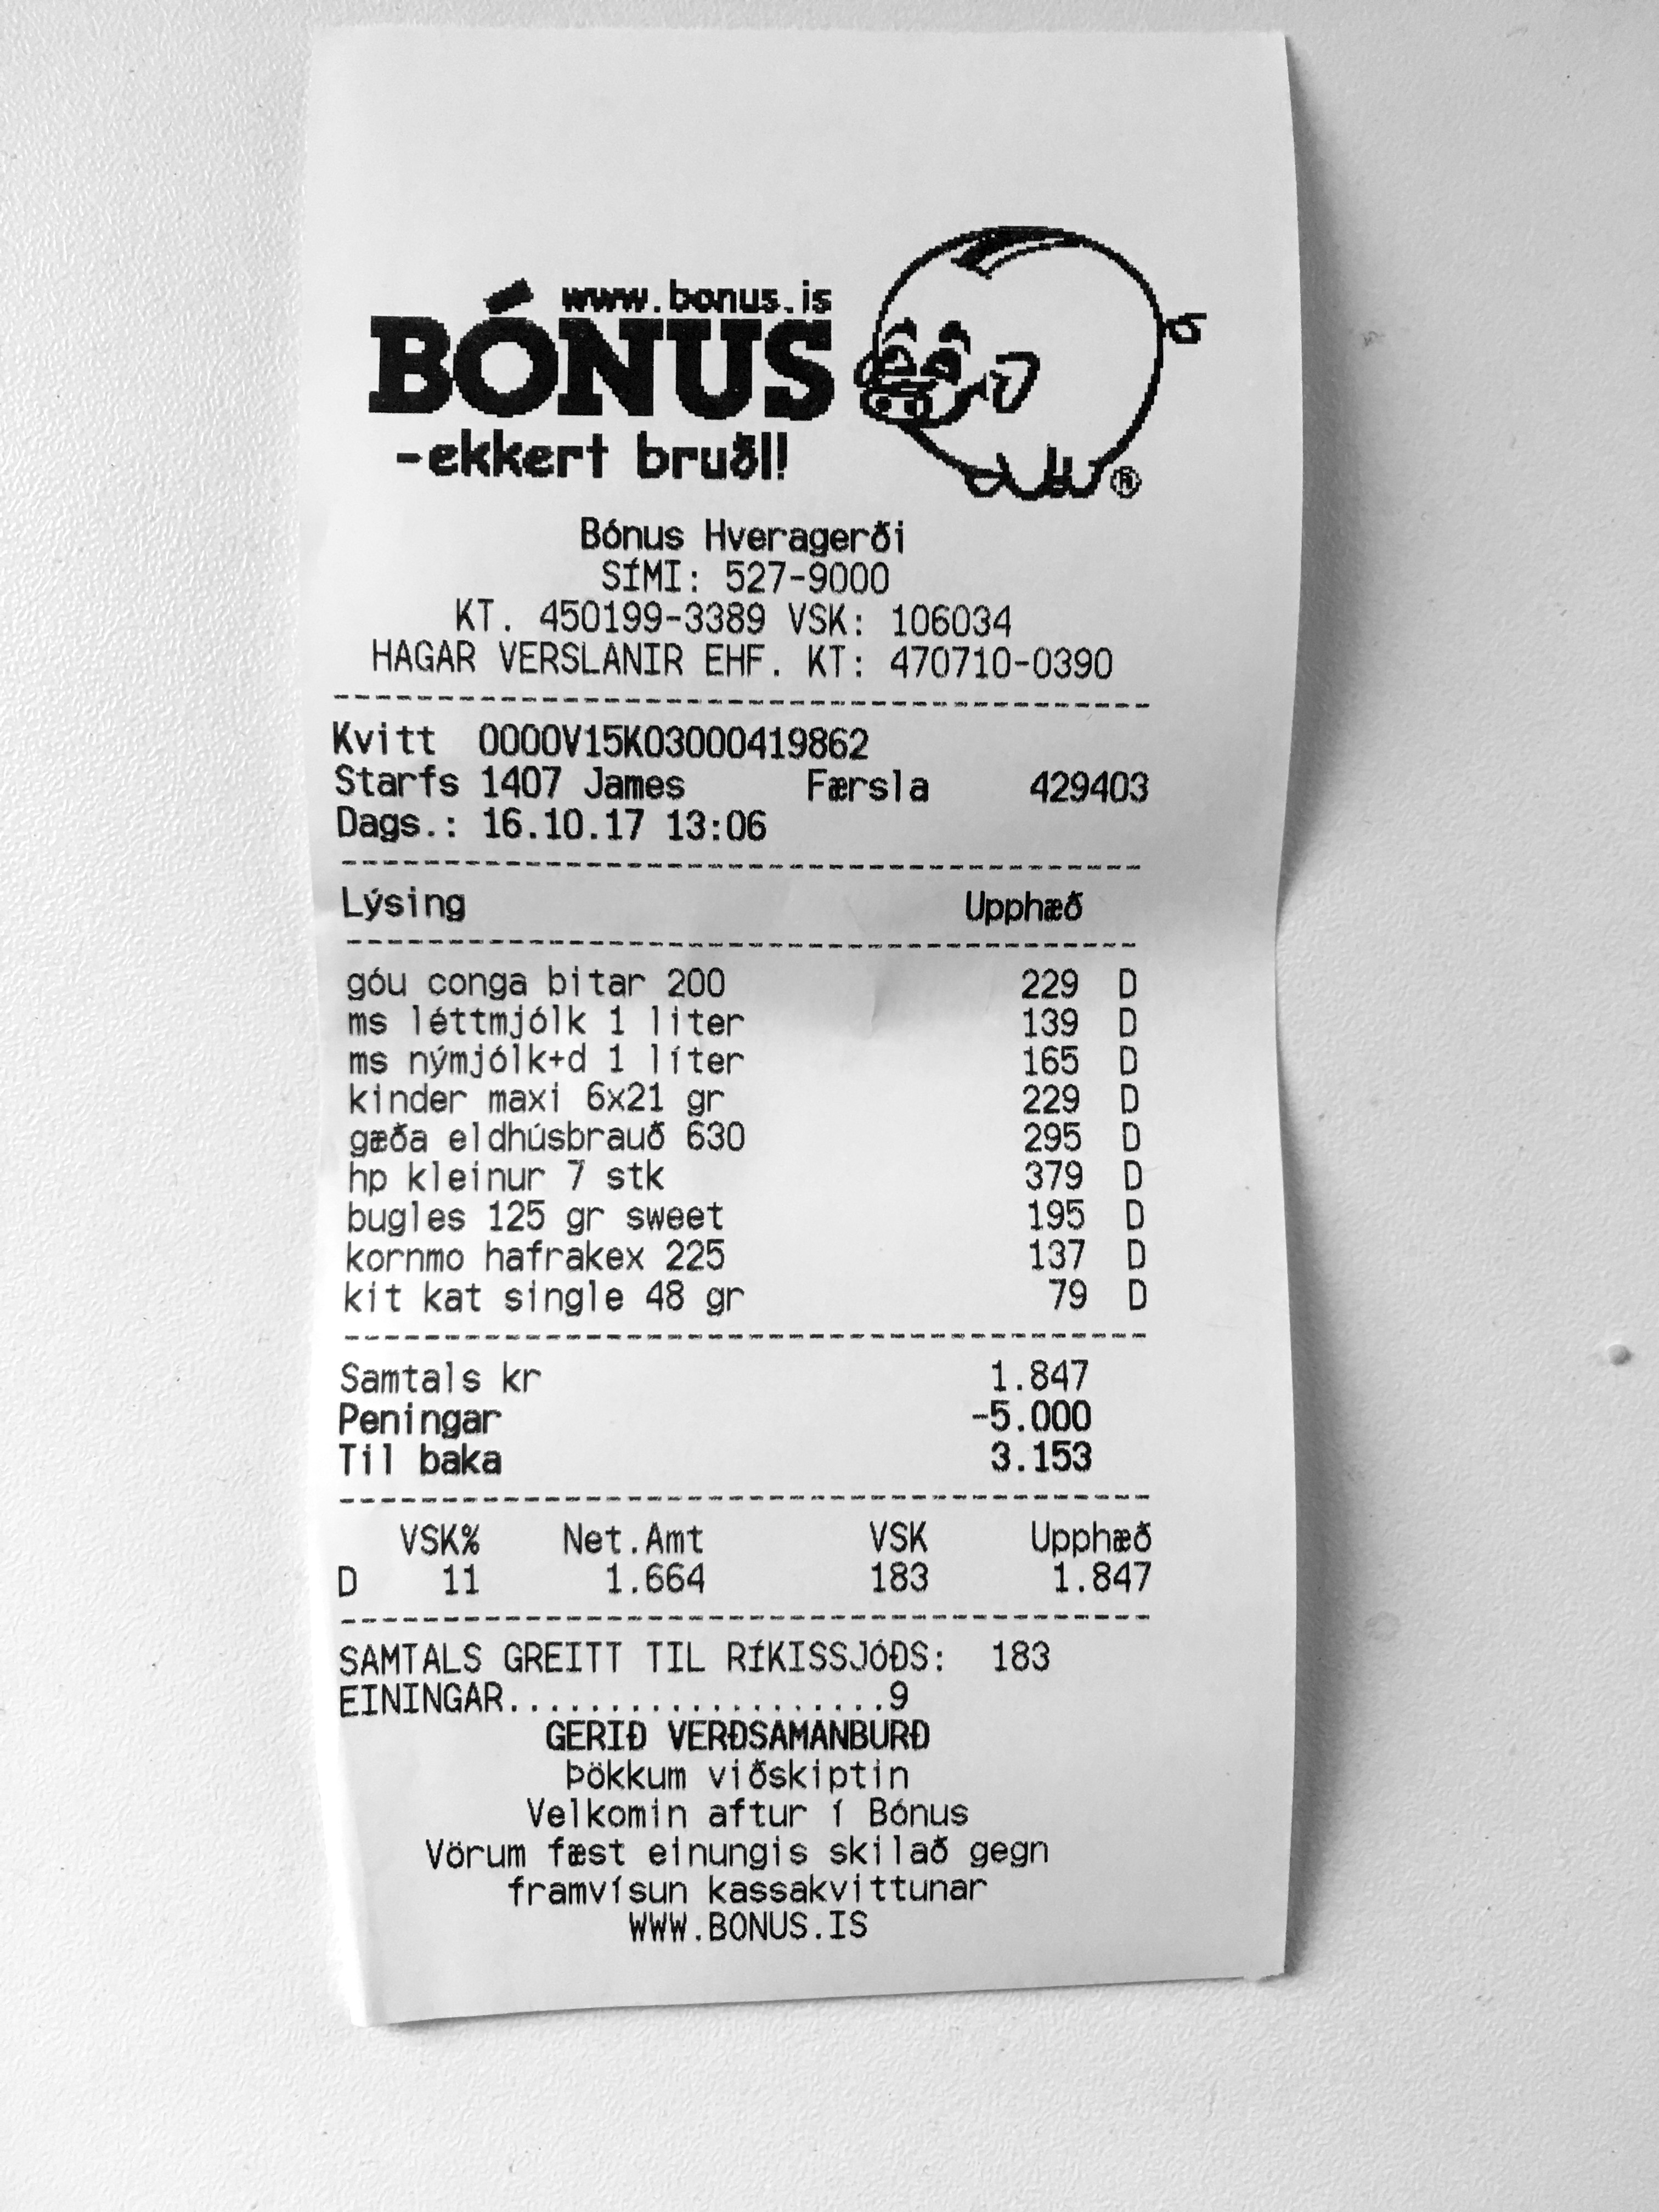 www.bonus.is
BÓNUS
-ekkert bruðl!
®
Bónus Hveragerði
SÍMI: 527-9000
KT. 450199-3389 VSK: 106034
HAGAR VERSLANIR EHF. KT: 470710-0390
Kvitt 0000V15K03000419862
Starfs 1407 James Færsla 429403
Dags.: 16.10.17 13:06
Lýsing Upphæð
góu conga bitar 200 229 D
ms léttmjólk 1 liter 139 D
ms nýmjólk+d 1 líter 165 D
kinder maxi 6x21 gr 229 D
gæða eldhúsbrauð 630 295 D
hp kleinur 7 stk 379 D
bugles 125 gr sweet 195 D
kornmo hafrakex 225 137 D
kit kat single 48 gr 79 D
Samtals kr 1.847
Peningar -5.000
Til baka 3.153
VSK% Net.Amt VSK Upphæð
D 11 1.664 183 1.847
SAMTALS GREITT TIL RÍKISSJÓÐS: 183
EININGAR...................9
GERIÐ VERÐSAMANBURÐ
Þökkum viðskiptin
Velkomin aftur í Bónus
Vörum fæst einungis skilað gegn
framvísun kassakvittunar
WWW.BONUS.IS